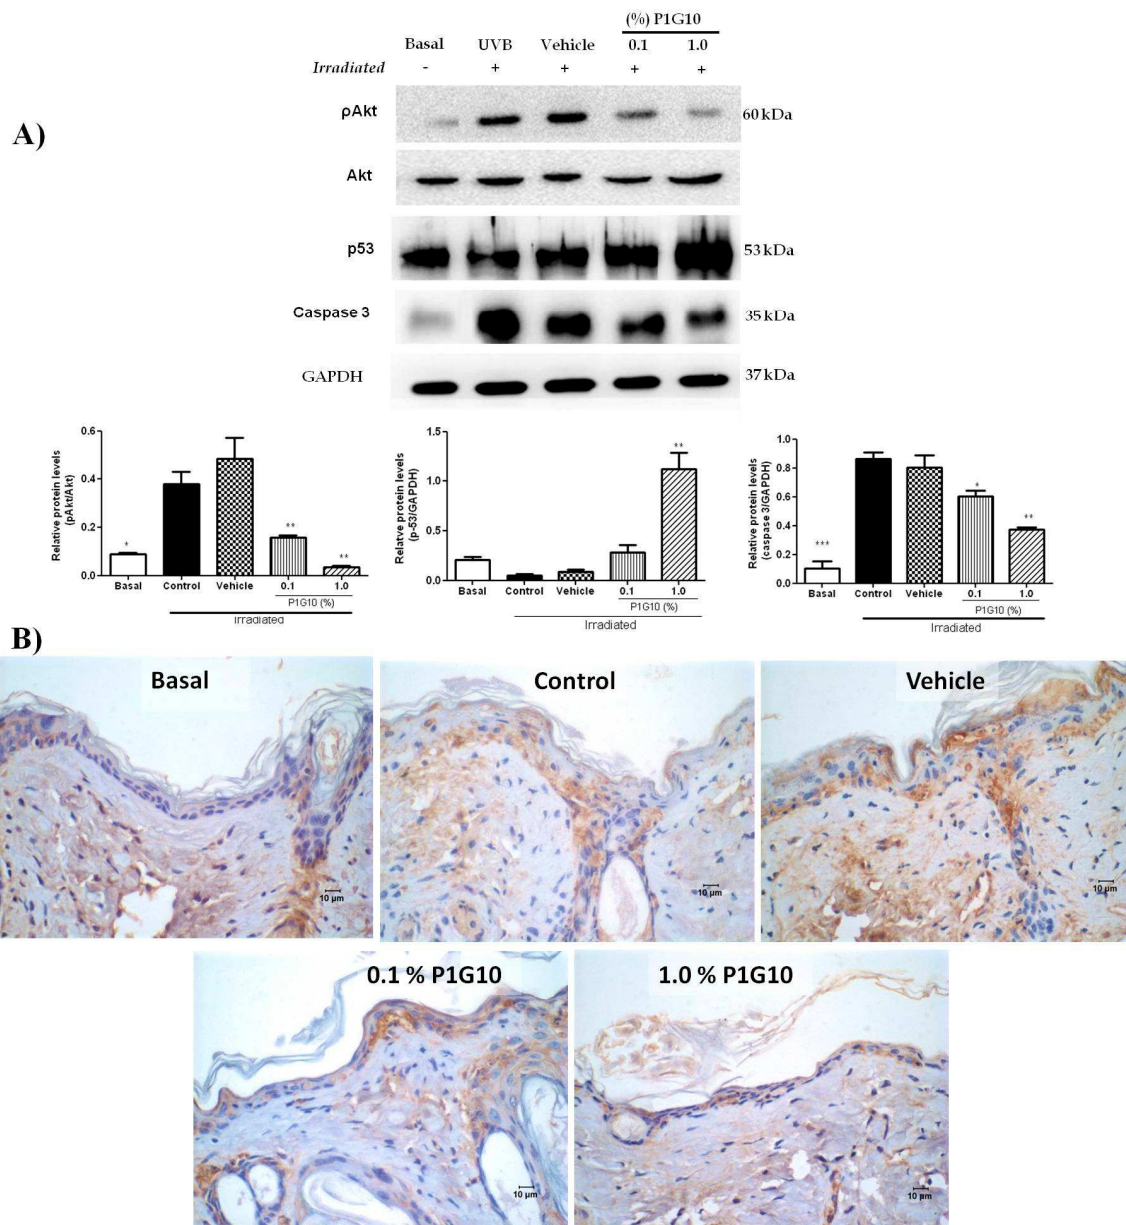 (%) P1G10
Basal UVB Vehicle 0.1 1.0
Irradiated - + + + +
A)
ρAkt 60 kDa
Akt
p53 53 kDa
Caspase 3 35 kDa
GAPDH 37 kDa
Relative protein levels
(pAkt/Akt)
0.6
0.4
0.2
0.0
*
**
**
Basal Control Vehicle 0.1 1.0
P1G10 (%)
Irradiated
Relatve protein levels
(p-53/GAPDH)
1.5
1.0
0.5
0.0
**
Basal Control Vehicle 0.1 1.0
P1G10 (%)
Irradiated
Relative protein levels
(caspase 3/GAPDH)
1.0
0.8
0.6
0.4
0.2
0.0
***
*
**
Basal Control Vehicle 0.1 1.0
P1G10 (%)
Irradiated
B)
Basal
10 µm
Control
10 µm
Vehicle
10 µm
0.1 % P1G10
10 µm
1.0 % P1G10
10 µm